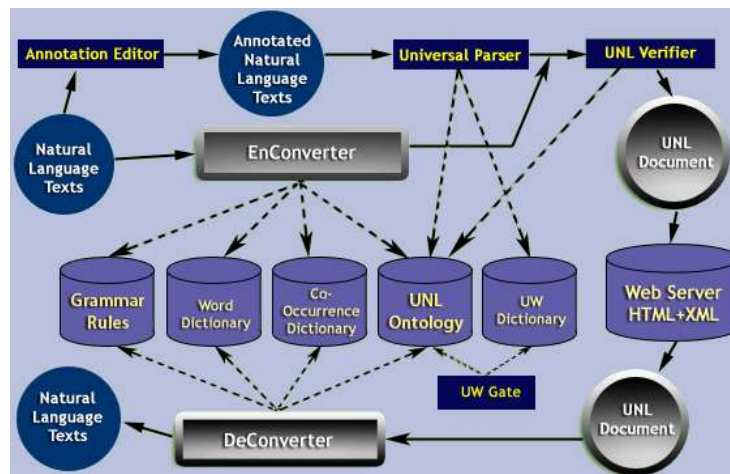 Annotation Editor
Annotated
Natural
Language
Texts
Universal Parser
UNL Verifier
Natural
Language
Texts
EnConverter
UNL
Document
Grammar
Rules
Word
Dictionary
Co-
Occurrence
Dictionary
UNL
Ontology
UW
Dictionary
Web Server
HTML+XML
UW Gate
Natural
Language
Texts
DeConverter
UNL
Document